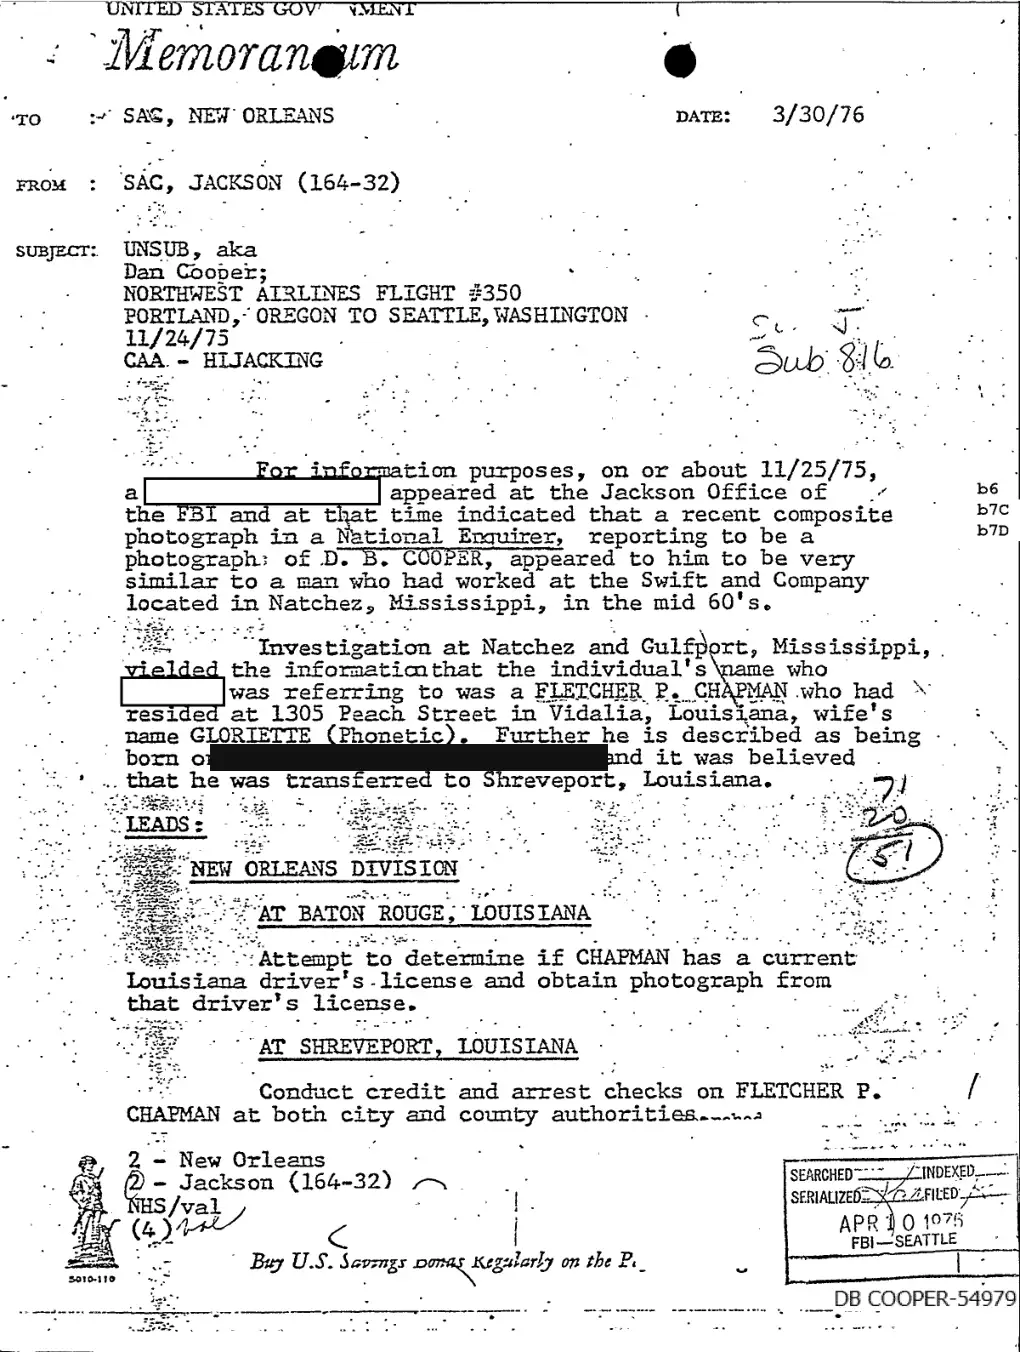 UNITED STATES GOV MENT
Memorandum
TO : SAC, NEW ORLEANS DATE: 3/30/76
FROM : SAC, JACKSON (164-32)
SUBJECT: UNSUB, aka
Dan Cooper;
NORTHWEST AIRLINES FLIGHT #350
PORTLAND, OREGON TO SEATTLE, WASHINGTON
11/24/75
CAA - HIJACKING
Sub 816
For information purposes, on or about 11/25/75,
a appeared at the Jackson Office of
the FBI and at that time indicated that a recent composite
photograph in a National Enquirer, reporting to be a
photograph of D. B. COOPER, appeared to him to be very
similar to a man who had worked at the Swift and Company
located in Natchez, Mississippi, in the mid 60's.
b6
b7C
b7D
Investigation at Natchez and Gulfport, Mississippi,
yielded the information that the individual's name who
was referring to was a FLETCHER P. CHAPMAN who had
resided at 1305 Peach Street in Vidalia, Louisiana, wife's
name GLORIETTE (Phonetic). Further he is described as being
born and it was believed
that he was transferred to Shreveport, Louisiana.
71
20
51
LEADS:
NEW ORLEANS DIVISION
AT BATON ROUGE, LOUISIANA
Attempt to determine if CHAPMAN has a current
Louisiana driver's license and obtain photograph from
that driver's license.
AT SHREVEPORT, LOUISIANA
Conduct credit and arrest checks on FLETCHER P.
CHAPMAN at both city and county authorities.
2 - New Orleans
2 - Jackson (164-32)
NHS/val
(4)
SEARCHED INDEXED
SERIALIZED FILED
APR 10 1976
FBI—SEATTLE
Buy U.S. Savings Bonds Regularly on the P
5010-110
DB COOPER-54979